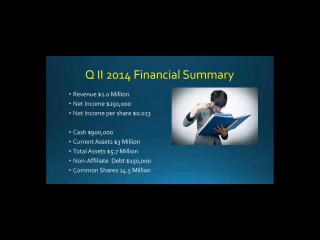 Q II 2014 Financial Summary
• Revenue $1.0 Million
• Net Income $250,000
• Net Income per share $0.013
• Cash $900,000
• Current Assets $3 Million
• Total Assets $5.7 Million
• Non-Affiliate Debt $150,000
• Common Shares 14.5 Million